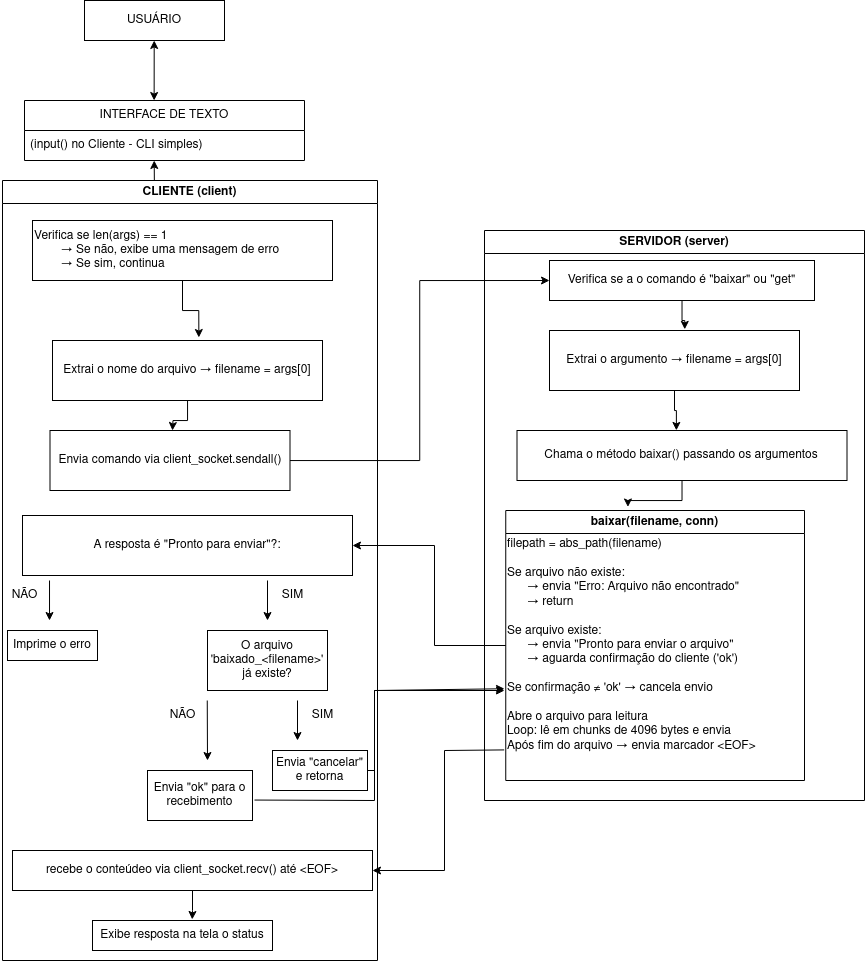 USUÁRIO
INTERFACE DE TEXTO
(input() no Cliente - CLI simples)
CLIENTE (client)
Verifica se len(args) == 1
→ Se não, exibe uma mensagem de erro
→ Se sim, continua
Extrai o nome do arquivo → filename = args[0]
Envia comando via client_socket.sendall()
A resposta é "Pronto para enviar"?:
NÃO
SIM
Imprime o erro
O arquivo
'baixado_<filename>'
já existe?
NÃO
SIM
Envia "cancelar"
e retorna
Envia "ok" para o
recebimento
recebe o conteúdeo via client_socket.recv() até <EOF>
Exibe resposta na tela o status
SERVIDOR (server)
Verifica se a o comando é "baixar" ou "get"
Extrai o argumento → filename = args[0]
Chama o método baixar() passando os argumentos
baixar(filename, conn)
filepath = abs_path(filename)
Se arquivo não existe:
→ envia "Erro: Arquivo não encontrado"
→ return
Se arquivo existe:
→ envia "Pronto para enviar o arquivo"
→ aguarda confirmação do cliente ('ok')
Se confirmação ≠ 'ok' → cancela envio
Abre o arquivo para leitura
Loop: lê em chunks de 4096 bytes e envia
Após fim do arquivo → envia marcador <EOF>